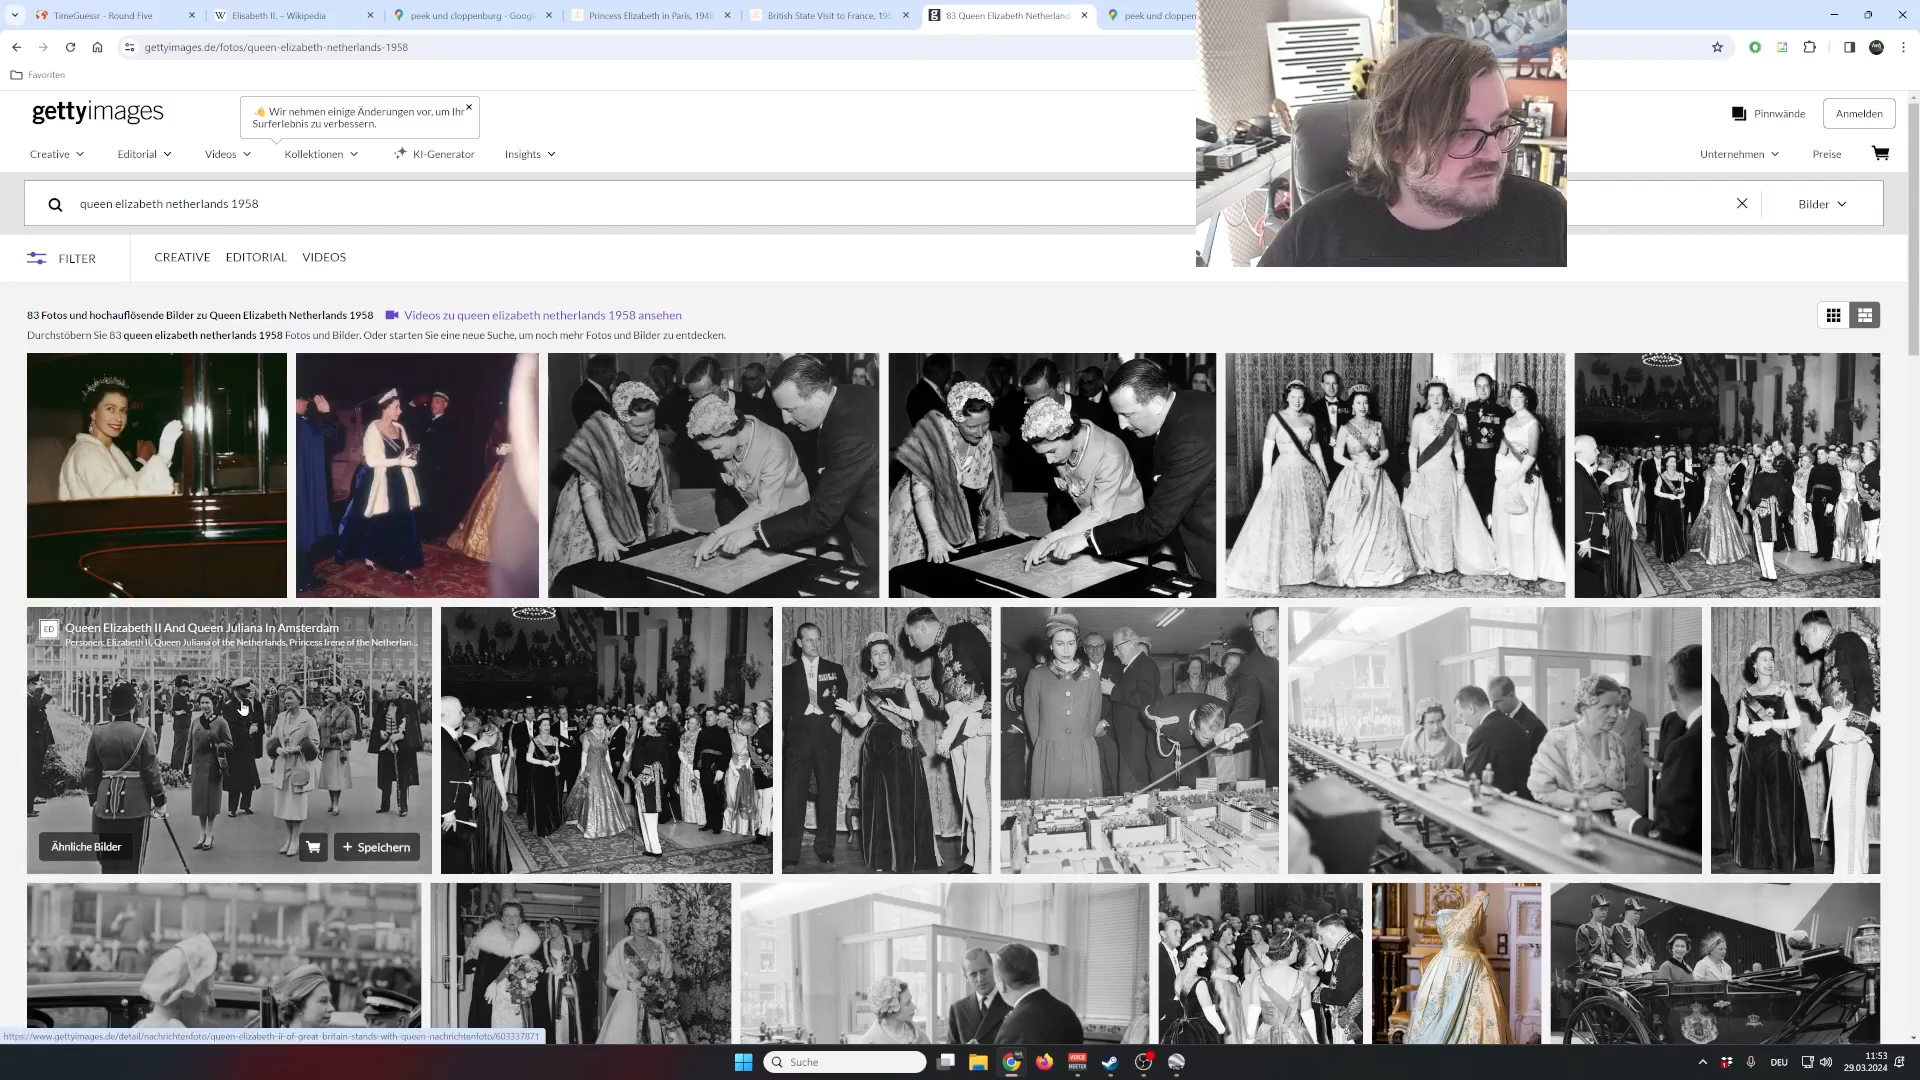 TimeGuessr - Round Five
Elisabeth II. – Wikipedia
peek und cloppenburg - Googl
Princess Elizabeth in Paris, 1948
British State Visit to France, 195
83 Queen Elizabeth Netherland
peek und cloppen
gettyimages.de/fotos/queen-elizabeth-netherlands-1958
Favoriten
gettyimages
Wir nehmen einige Änderungen vor, um Ihr
Surferlebnis zu verbessern.
Pinnwände
Anmelden
Creative
Editorial
Videos
Kollektionen
KI-Generator
Insights
Unternehmen
Preise
queen elizabeth netherlands 1958
Bilder
FILTER
CREATIVE
EDITORIAL
VIDEOS
83 Fotos und hochauflösende Bilder zu Queen Elizabeth Netherlands 1958
Videos zu queen elizabeth netherlands 1958 ansehen
Durchstöbern Sie 83 queen elizabeth netherlands 1958 Fotos und Bilder. Oder starten Sie eine neue Suche, um noch mehr Fotos und Bilder zu entdecken.
ED
Queen Elizabeth II And Queen Juliana In Amsterdam
Personen: Elizabeth II, Queen Juliana of the Netherlands, Princess Irene of the Netherlan...
Ähnliche Bilder
+ Speichern
https://www.gettyimages.de/detail/nachrichtenfoto/queen-elizabeth-ii-of-great-britain-stands-with-queen-nachrichtenfoto/603337871
Suche
VOICE
MEETER
DEU
11:53
29.03.2024